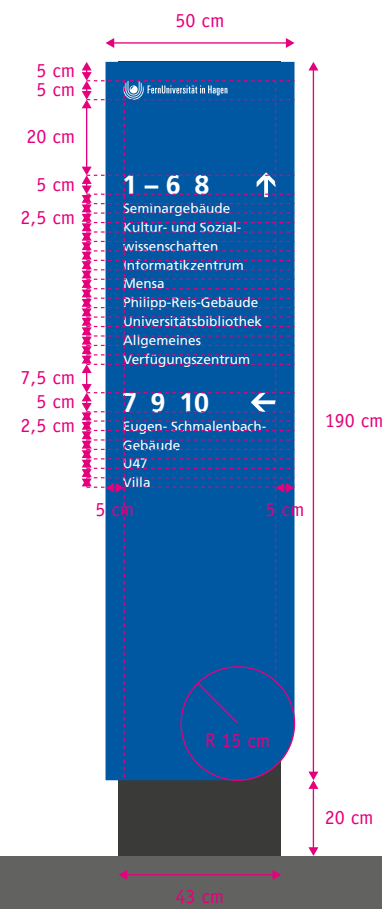 50 cm
5 cm
5 cm
FernUniversität in Hagen
20 cm
5 cm
1 – 6 8 ↑
2,5 cm
Seminargebäude
Kultur- und Sozial-
wissenschaften
Informatikzentrum
Mensa
Philipp-Reis-Gebäude
Universitätsbibliothek
Allgemeines
Verfügungszentrum
7,5 cm
5 cm
7 9 10 ←
190 cm
2,5 cm
Eugen- Schmalenbach-
Gebäude
U47
Villa
5 cm 5 cm
R 15 cm
20 cm
43 cm